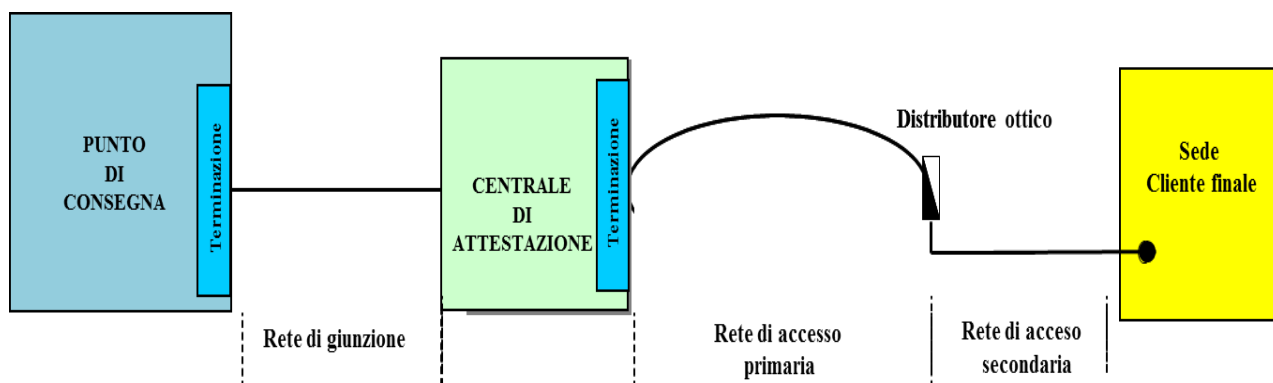 PUNTO
DI
CONSEGNA
Terminazione
CENTRALE
DI
ATTESTAZIONE
Terminazione
Distributore ottico
Sede
Cliente finale
Rete di giunzione
Rete di accesso
primaria
Rete di acceso
secondaria